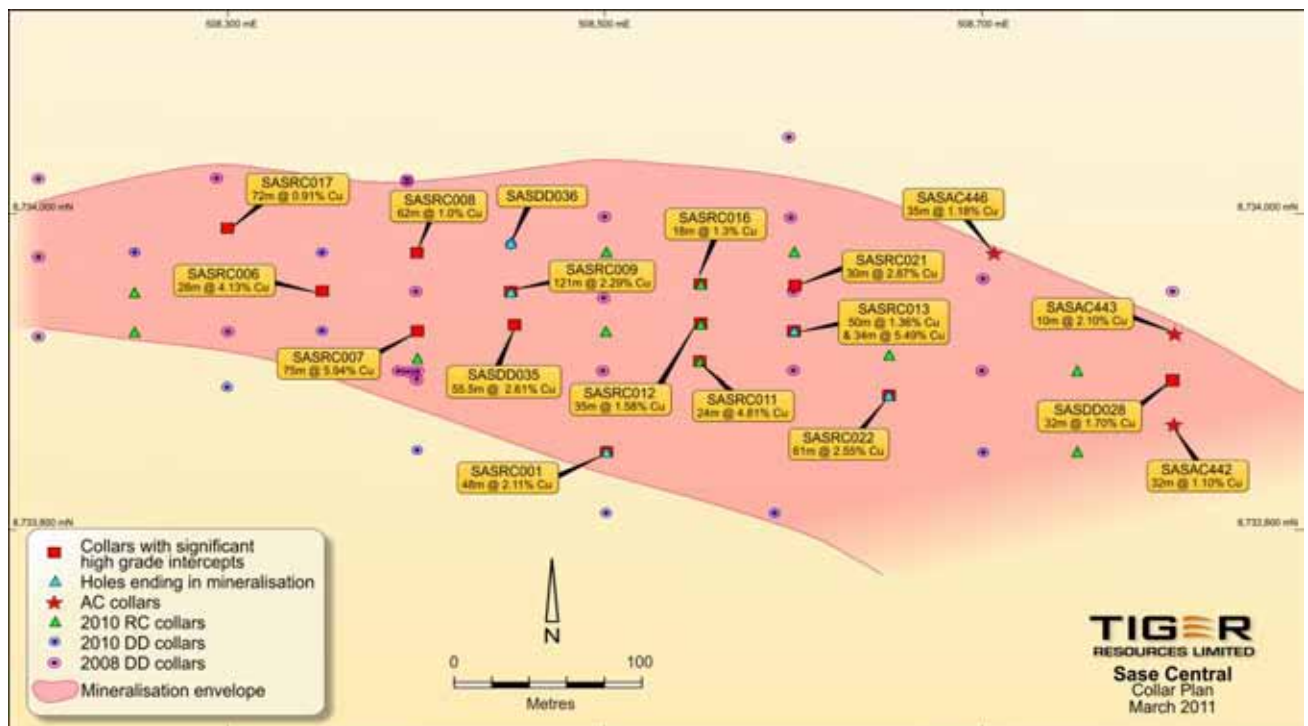 508,300 mE
508,500 mE
508,700 mE
SASRC017
72m @ 0.91% Cu
SASRC008
62m @ 1.0% Cu
SASDD036
SASRC016
18m @ 1.3% Cu
SASAC446
35m @ 1.18% Cu
8,734,000 mN
8,734,000 mN
SASRC006
28m @ 4.13% Cu
SASRC009
121m @ 2.29% Cu
SASRC021
30m @ 2.87% Cu
SASRC013
50m @ 1.36% Cu
& 34m @ 5.49% Cu
SASAC443
10m @ 2.10% Cu
SASRC007
75m @ 5.94% Cu
SASDD035
55.5m @ 2.61% Cu
SASRC012
35m @ 1.58% Cu
SASRC011
24m @ 4.81% Cu
SASDD028
32m @ 1.70% Cu
SASRC022
61m @ 2.55% Cu
SASRC001
48m @ 2.11% Cu
SASAC442
32m @ 1.10% Cu
8,733,800 mN
8,733,800 mN
Collars with significant
high grade intercepts
Holes ending in mineralisation
AC collars
2010 RC collars
2010 DD collars
2008 DD collars
Mineralisation envelope
N
0 100
Metres
TIGER
RESOURCES LIMITED
Sase Central
Collar Plan
March 2011